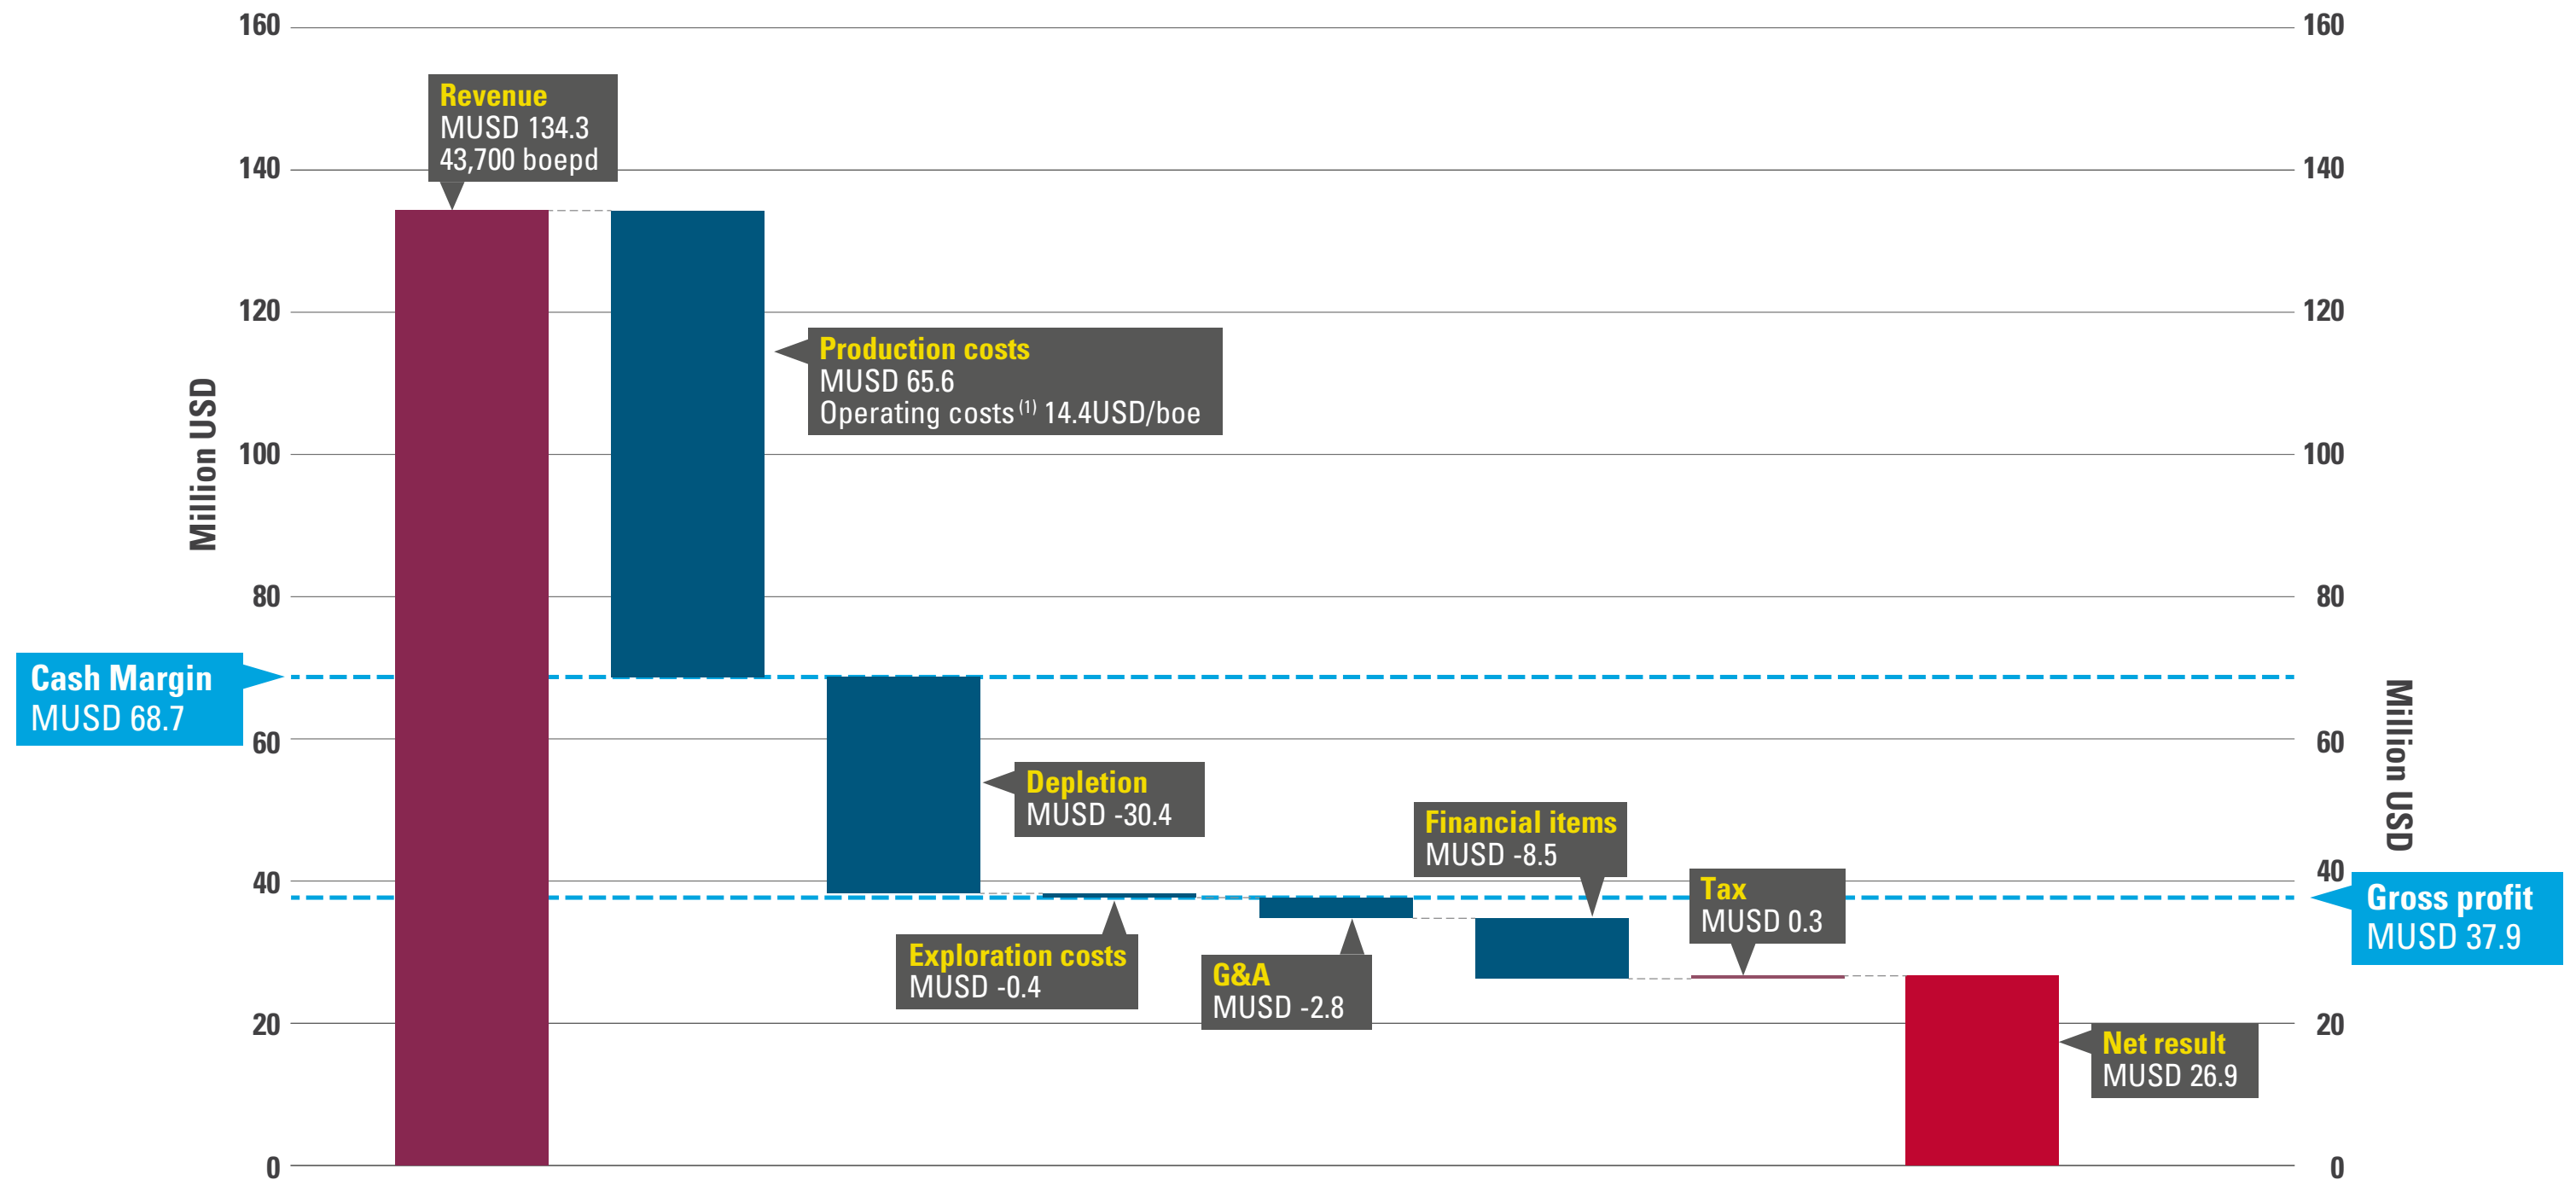 160
140
120
100
80
60
40
20
0
Million USD
Cash Margin
MUSD 68.7
Revenue
MUSD 134.3
43,700 boepd
Production costs
MUSD 65.6
Operating costs (1) 14.4USD/boe
Depletion
MUSD -30.4
Exploration costs
MUSD -0.4
G&A
MUSD -2.8
Financial items
MUSD -8.5
Tax
MUSD 0.3
Net result
MUSD 26.9
160
140
120
100
80
60
40
20
0
Million USD
Gross profit
MUSD 37.9